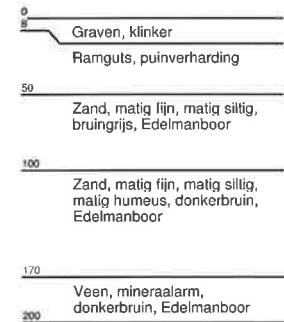 0
8
Graven, klinker
Ramguts, puinverharding
50
Zand, matig fijn, matig siltig,
bruingrijs, Edelmanboor
100
Zand, matig fijn, matig siltig,
matig humeus, donkerbruin,
Edelmanboor
170
Veen, mineraalarm,
donkerbruin, Edelmanboor
200